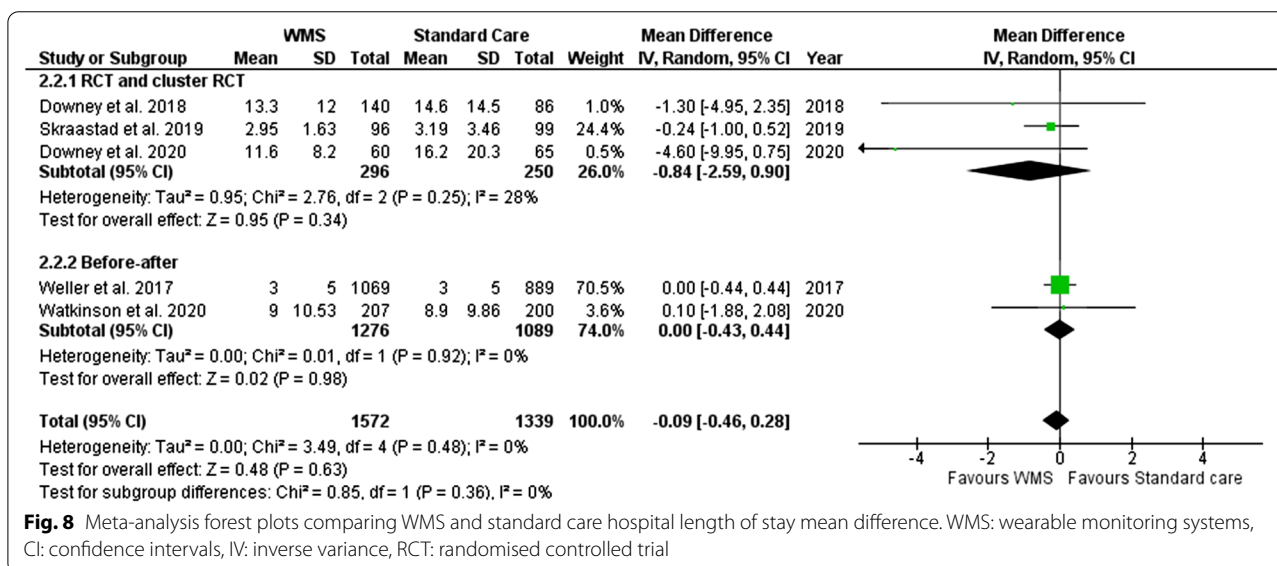 WMS Standard Care Mean Difference Mean Difference
Study or Subgroup Mean SD Total Mean SD Total Weight IV, Random, 95% CI Year IV, Random, 95% CI
2.2.1 RCT and cluster RCT
Downey et al. 2018 13.3 12 140 14.6 14.5 86 1.0% -1.30 [-4.95, 2.35] 2018
Skraastad et al. 2019 2.95 1.63 96 3.19 3.46 99 24.4% -0.24 [-1.00, 0.52] 2019
Downey et al. 2020 11.6 8.2 60 16.2 20.3 65 0.5% -4.60 [-9.95, 0.75] 2020
Subtotal (95% CI) 296 250 26.0% -0.84 [-2.59, 0.90]
Heterogeneity: Tau² = 0.95; Chi² = 2.76, df = 2 (P = 0.25); I² = 28%
Test for overall effect: Z = 0.95 (P = 0.34)
2.2.2 Before-after
Weller et al. 2017 3 5 1069 3 5 889 70.5% 0.00 [-0.44, 0.44] 2017
Watkinson et al. 2020 9 10.53 207 8.9 9.86 200 3.6% 0.10 [-1.88, 2.08] 2020
Subtotal (95% CI) 1276 1089 74.0% 0.00 [-0.43, 0.44]
Heterogeneity: Tau² = 0.00; Chi² = 0.01, df = 1 (P = 0.92); I² = 0%
Test for overall effect: Z = 0.02 (P = 0.98)
Total (95% CI) 1572 1339 100.0% -0.09 [-0.46, 0.28]
Heterogeneity: Tau² = 0.00; Chi² = 3.49, df = 4 (P = 0.48); I² = 0%
Test for overall effect: Z = 0.48 (P = 0.63)
Test for subgroup differences: Chi² = 0.85, df = 1 (P = 0.36), I² = 0%
-4 -2 0 2 4
Favours WMS Favours Standard care
Fig. 8 Meta-analysis forest plots comparing WMS and standard care hospital length of stay mean difference. WMS: wearable monitoring systems,
CI: confidence intervals, IV: inverse variance, RCT: randomised controlled trial